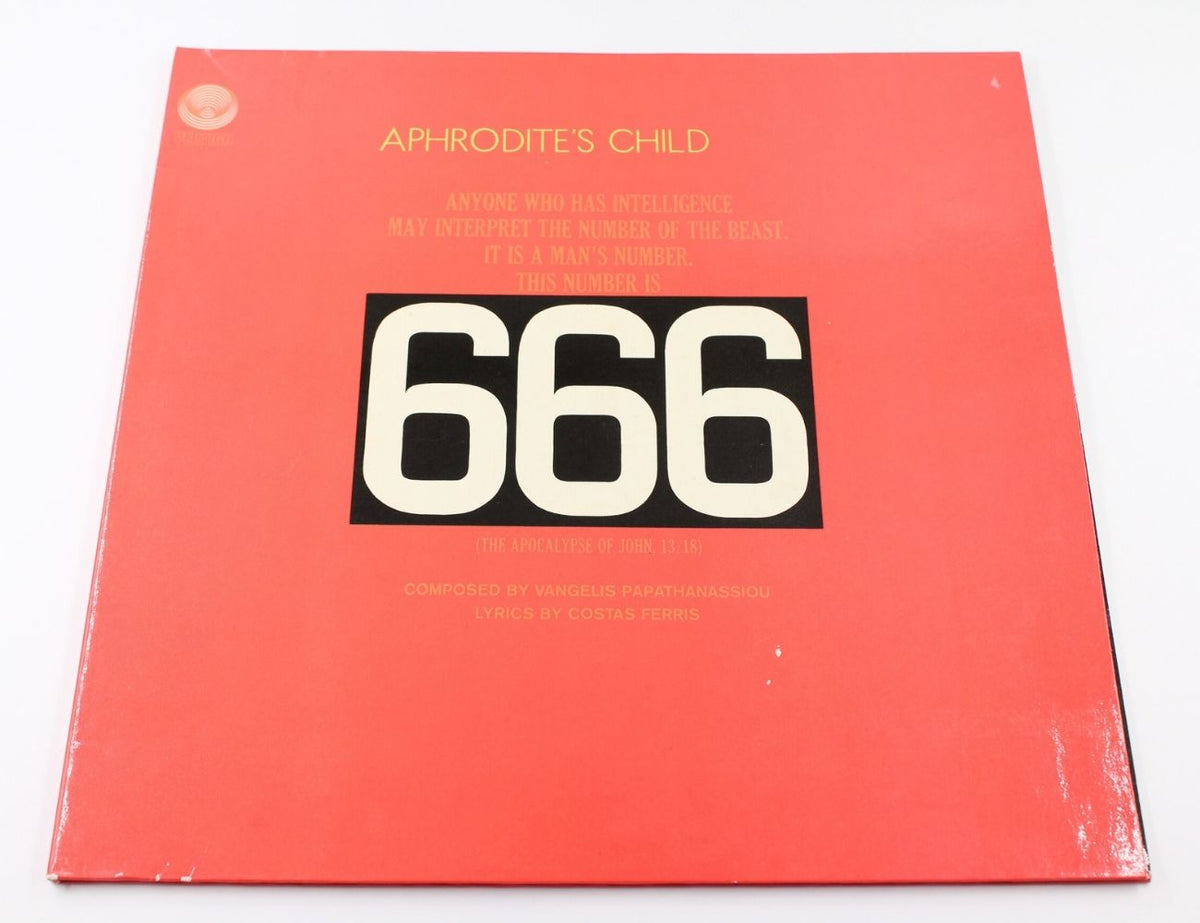 APHRODITE'S CHILD
ANYONE WHO HAS INTELLIGENCE
MAY INTERPRET THE NUMBER OF THE BEAST.
IT IS A MAN'S NUMBER.
THIS NUMBER IS
666
(THE APOCALYPSE OF JOHN, 13/18)
COMPOSED BY VANGELIS PAPATHANASSIOU
LYRICS BY COSTAS FERRIS